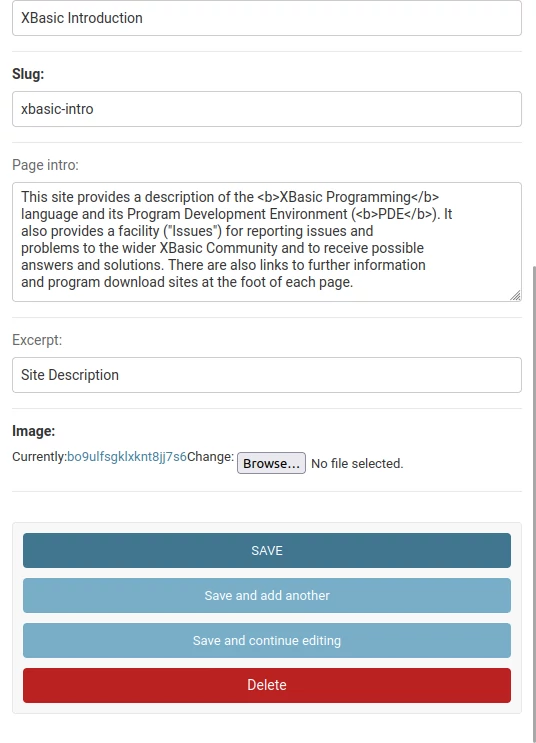 XBasic Introduction
Slug:
xbasic-intro
Page intro:
This site provides a description of the <b>XBasic Programming</b>
language and its Program Development Environment (<b>PDE</b>). It
also provides a facility ("Issues") for reporting issues and
problems to the wider XBasic Community and to receive possible
answers and solutions. There are also links to further information
and program download sites at the foot of each page.
Excerpt:
Site Description
Image:
Currently:bo9ulfsgklxknt8jj7s6Change: Browse... No file selected.
SAVE
Save and add another
Save and continue editing
Delete